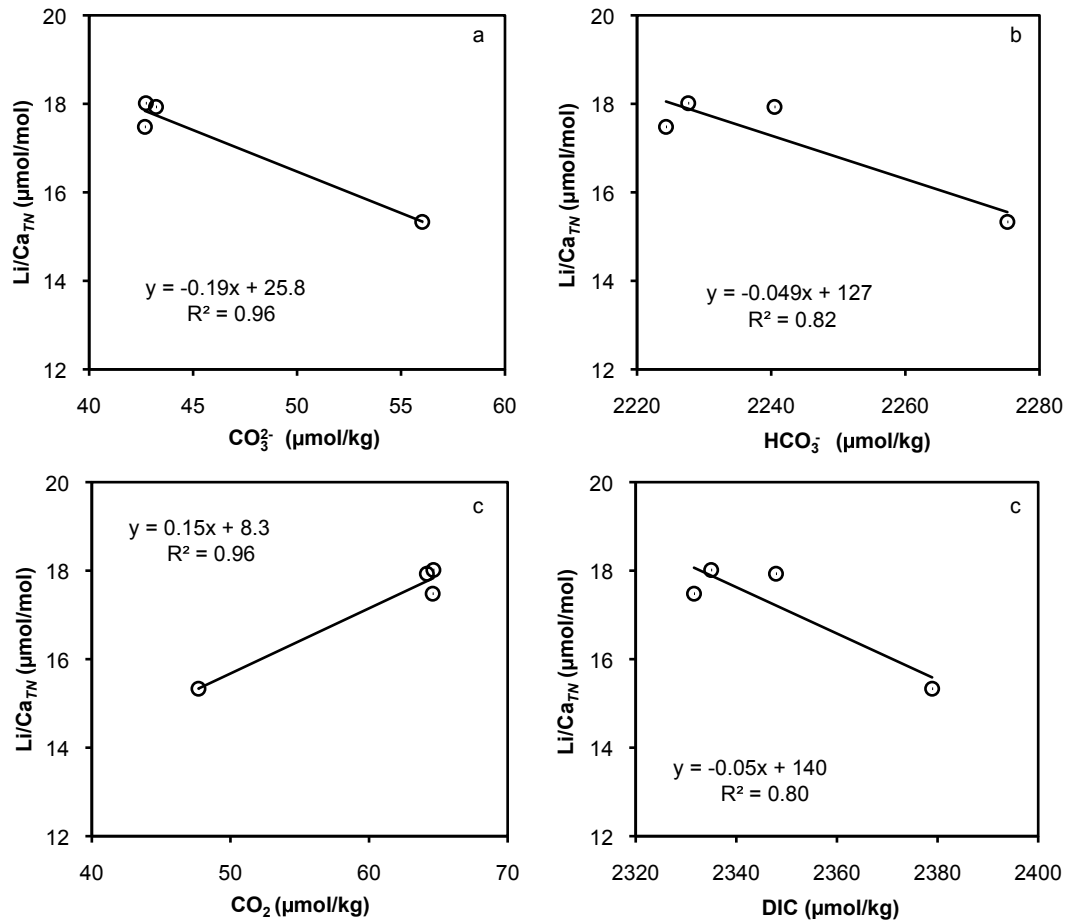 a
20
18
16
14
12
Li/Ca_TN (µmol/mol)
y = -0.19x + 25.8
R² = 0.96
40 45 50 55 60
CO₃²⁻ (µmol/kg)
b
20
18
16
14
12
Li/Ca_TN (µmol/mol)
y = -0.049x + 127
R² = 0.82
2220 2240 2260 2280
HCO₃⁻ (µmol/kg)
c
20
18
16
14
12
Li/Ca_TN (µmol/mol)
y = 0.15x + 8.3
R² = 0.96
40 50 60 70
CO₂ (µmol/kg)
c
20
18
16
14
12
Li/Ca_TN (µmol/mol)
y = -0.05x + 140
R² = 0.80
2320 2340 2360 2380 2400
DIC (µmol/kg)